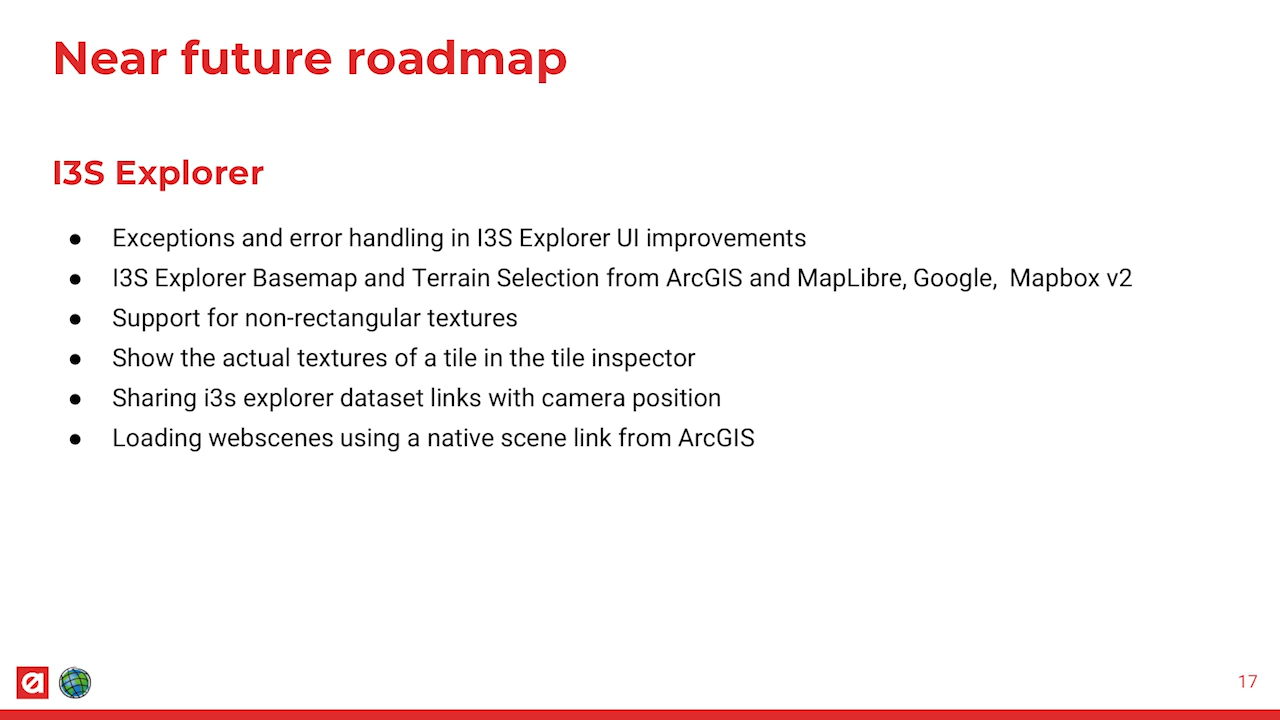 Near future roadmap
I3S Explorer
● Exceptions and error handling in I3S Explorer UI improvements
● I3S Explorer Basemap and Terrain Selection from ArcGIS and MapLibre, Google,  Mapbox v2
● Support for non-rectangular textures
● Show the actual textures of a tile in the tile inspector
● Sharing i3s explorer dataset links with camera position
● Loading webscenes using a native scene link from ArcGIS
17